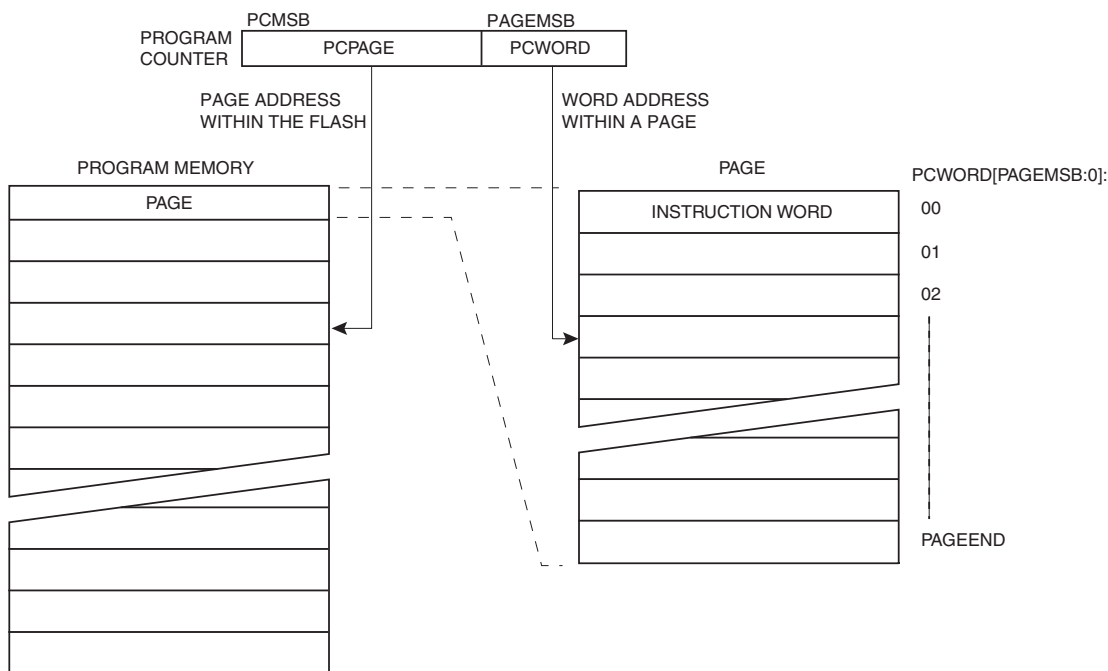 PCMSB
PAGEMSB
PROGRAM
COUNTER
PCPAGE
PCWORD
PAGE ADDRESS
WITHIN THE FLASH
WORD ADDRESS
WITHIN A PAGE
PROGRAM MEMORY
PAGE
PAGE
PCWORD[PAGEMSB:0]:
INSTRUCTION WORD
00
01
02
PAGEEND